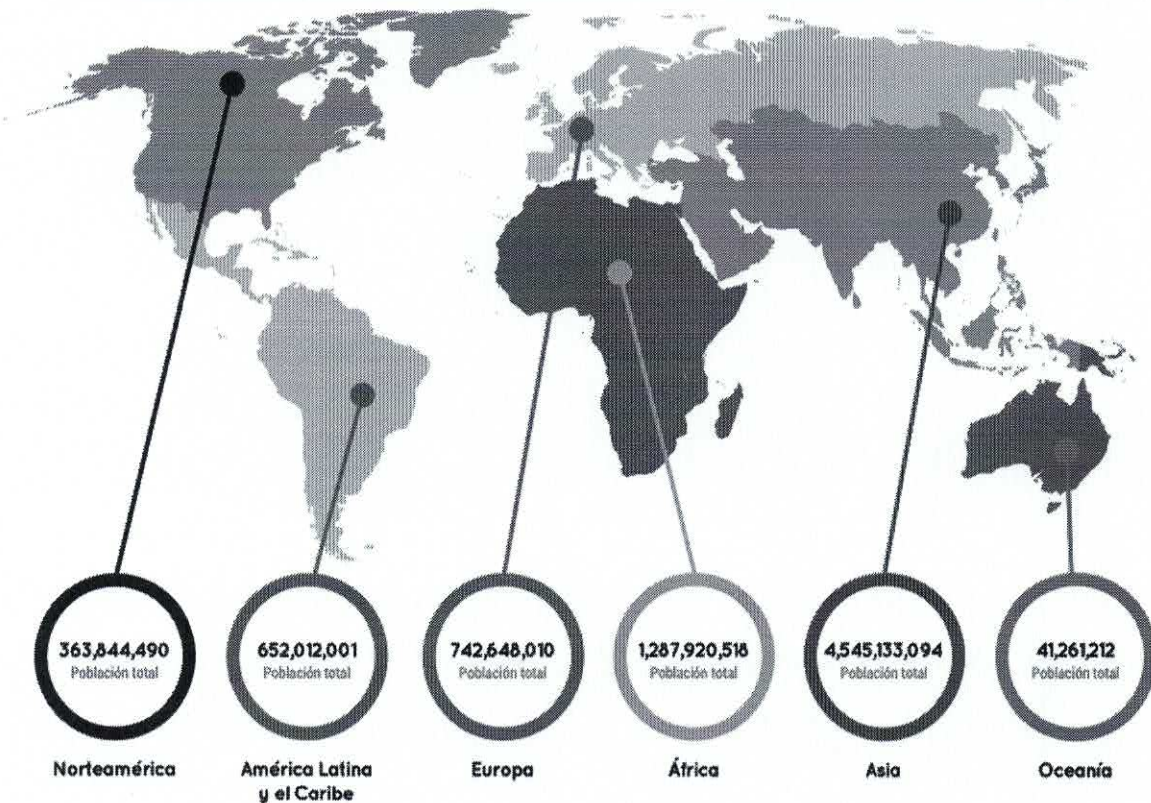 363,844,490
Población total
652,012,001
Población total
742,648,010
Población total
1,287,920,518
Población total
4,545,133,094
Población total
41,261,212
Población total
Norteamérica
América Latina
y el Caribe
Europa
África
Asia
Oceanía